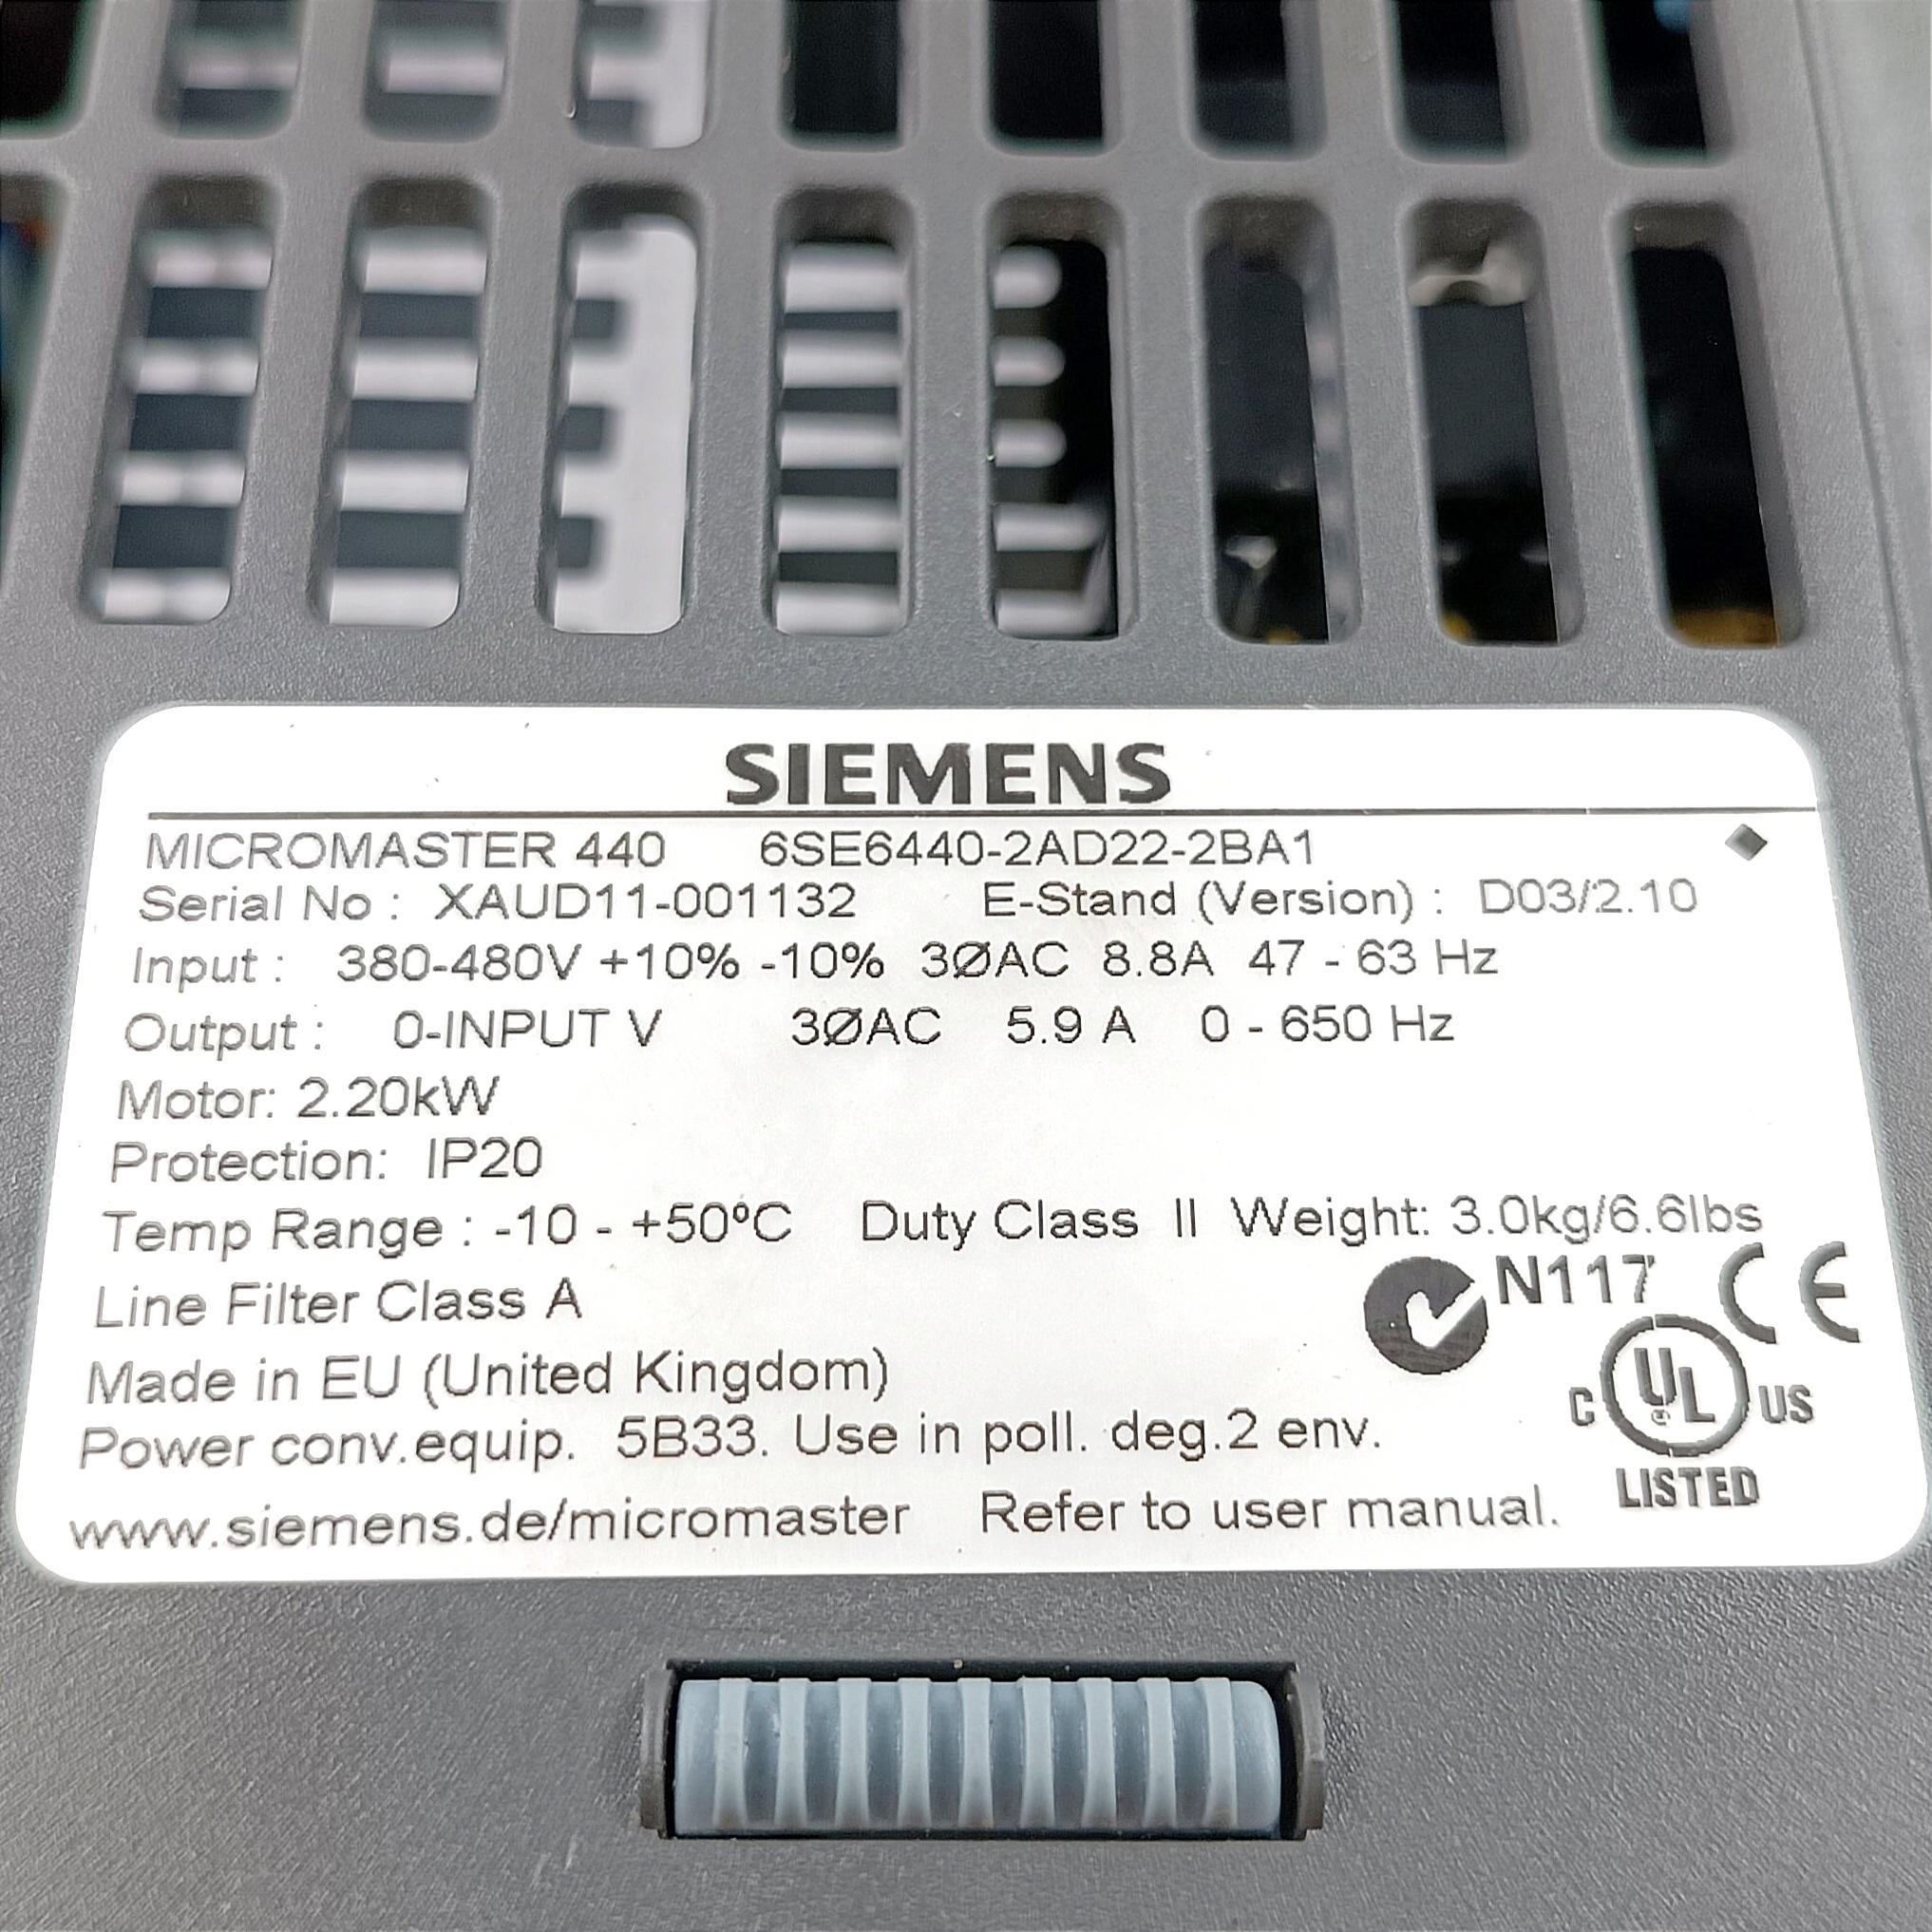 SIEMENS
MICROMASTER 440 6SE6440-2AD22-2BA1
Serial No : XAUD11-001132 E-Stand (Version) : D03/2.10
Input : 380-480V +10% -10% 3ØAC 8.8A 47 - 63 Hz
Output : 0-INPUT V 3ØAC 5.9 A 0 - 650 Hz
Motor: 2.20kW
Protection: IP20
Temp Range : -10 - +50ºC Duty Class II Weight: 3.0kg/6.6lbs
Line Filter Class A
N117 CE
Made in EU (United Kingdom)
C UL US
LISTED
Power conv.equip. 5B33. Use in poll. deg.2 env.
www.siemens.de/micromaster Refer to user manual.